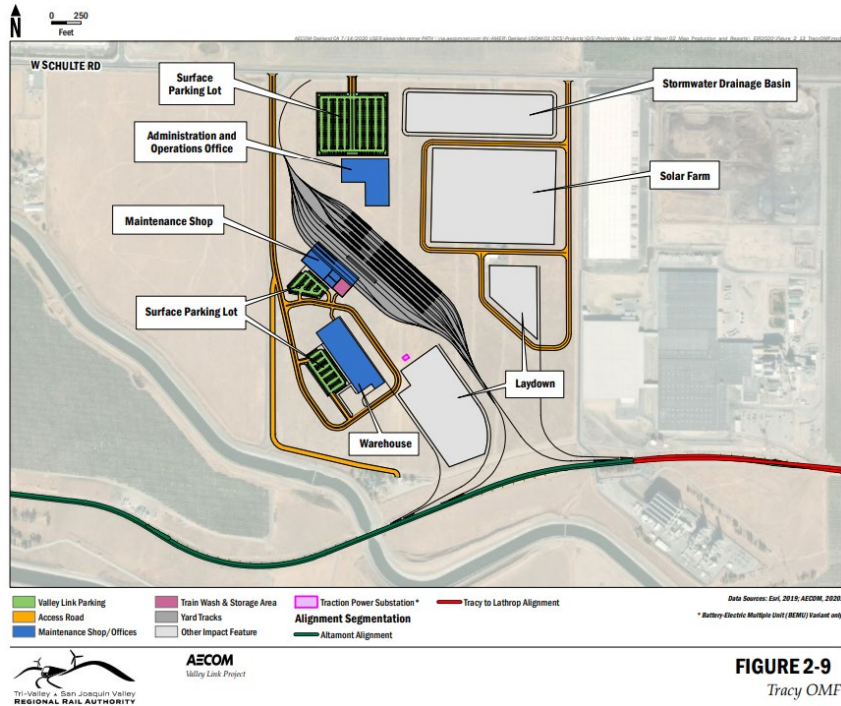 N
0 250
Feet
W SCHULTE RD
Surface
Parking Lot
Stormwater Drainage Basin
Administration and
Operations Office
Solar Farm
Maintenance Shop
Surface Parking Lot
Laydown
Warehouse
Valley Link Parking
Access Road
Maintenance Shop/Offices
Train Wash & Storage Area
Yard Tracks
Other Impact Feature
Traction Power Substation*
Alignment Segmentation
Altamont Alignment
Tracy to Lathrop Alignment
Data Sources: Esri, 2019; AECOM, 2020.
* Battery-Electric Multiple Unit (BEMU) Variant only
Tri-Valley San Joaquin Valley
REGIONAL RAIL AUTHORITY
AECOM
Valley Link Project
FIGURE 2-9
Tracy OMF